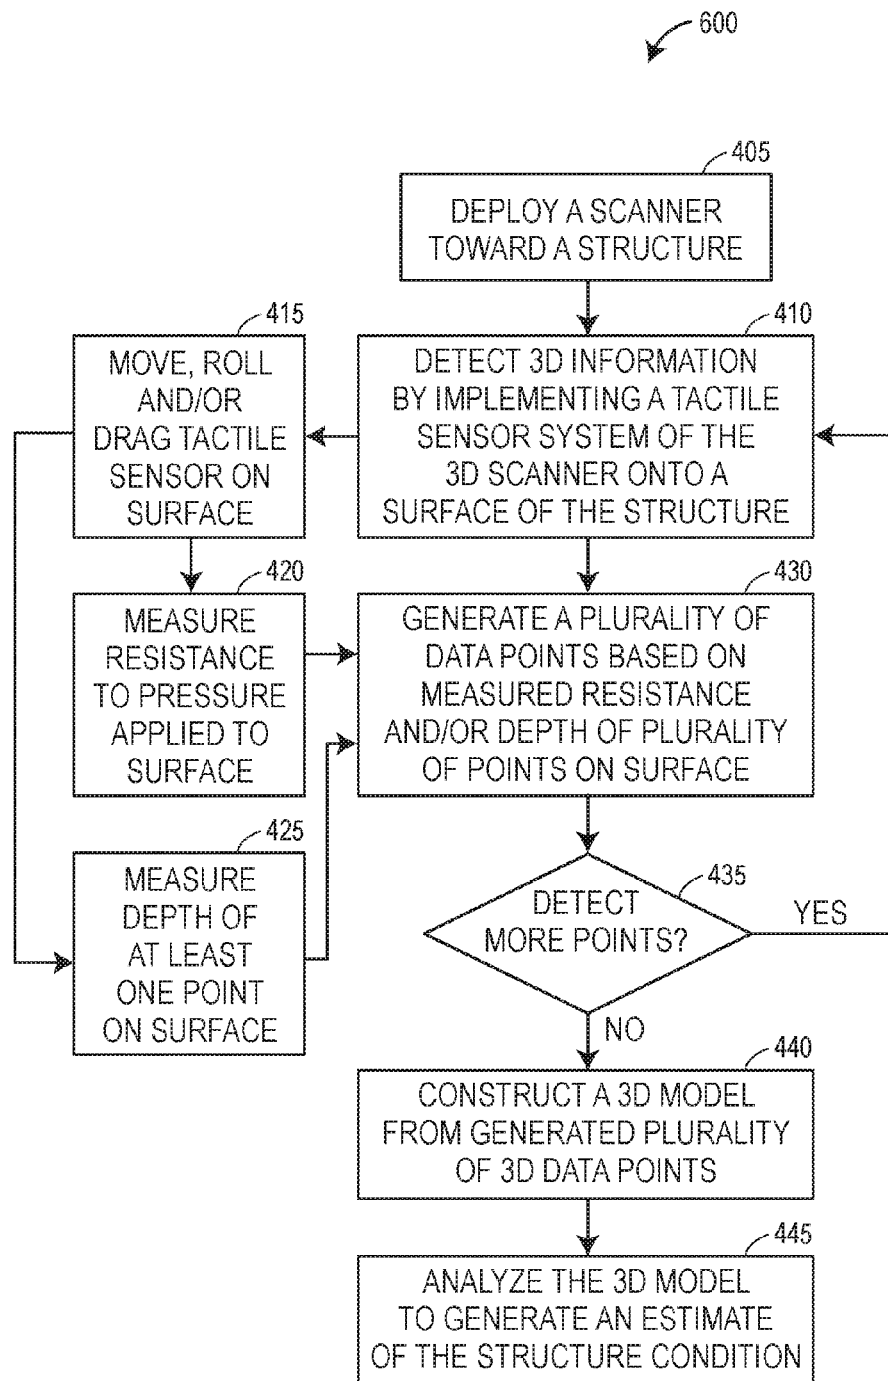 600
405
DEPLOY A SCANNER
TOWARD A STRUCTURE
415
MOVE, ROLL
AND/OR
DRAG TACTILE
SENSOR ON
SURFACE
410
DETECT 3D INFORMATION
BY IMPLEMENTING A TACTILE
SENSOR SYSTEM OF THE
3D SCANNER ONTO A
SURFACE OF THE STRUCTURE
420
MEASURE
RESISTANCE
TO PRESSURE
APPLIED TO
SURFACE
430
GENERATE A PLURALITY OF
DATA POINTS BASED ON
MEASURED RESISTANCE
AND/OR DEPTH OF PLURALITY
OF POINTS ON SURFACE
425
MEASURE
DEPTH OF
AT LEAST
ONE POINT
ON SURFACE
435
DETECT
MORE POINTS?
YES
NO
440
CONSTRUCT A 3D MODEL
FROM GENERATED PLURALITY
OF 3D DATA POINTS
445
ANALYZE THE 3D MODEL
TO GENERATE AN ESTIMATE
OF THE STRUCTURE CONDITION